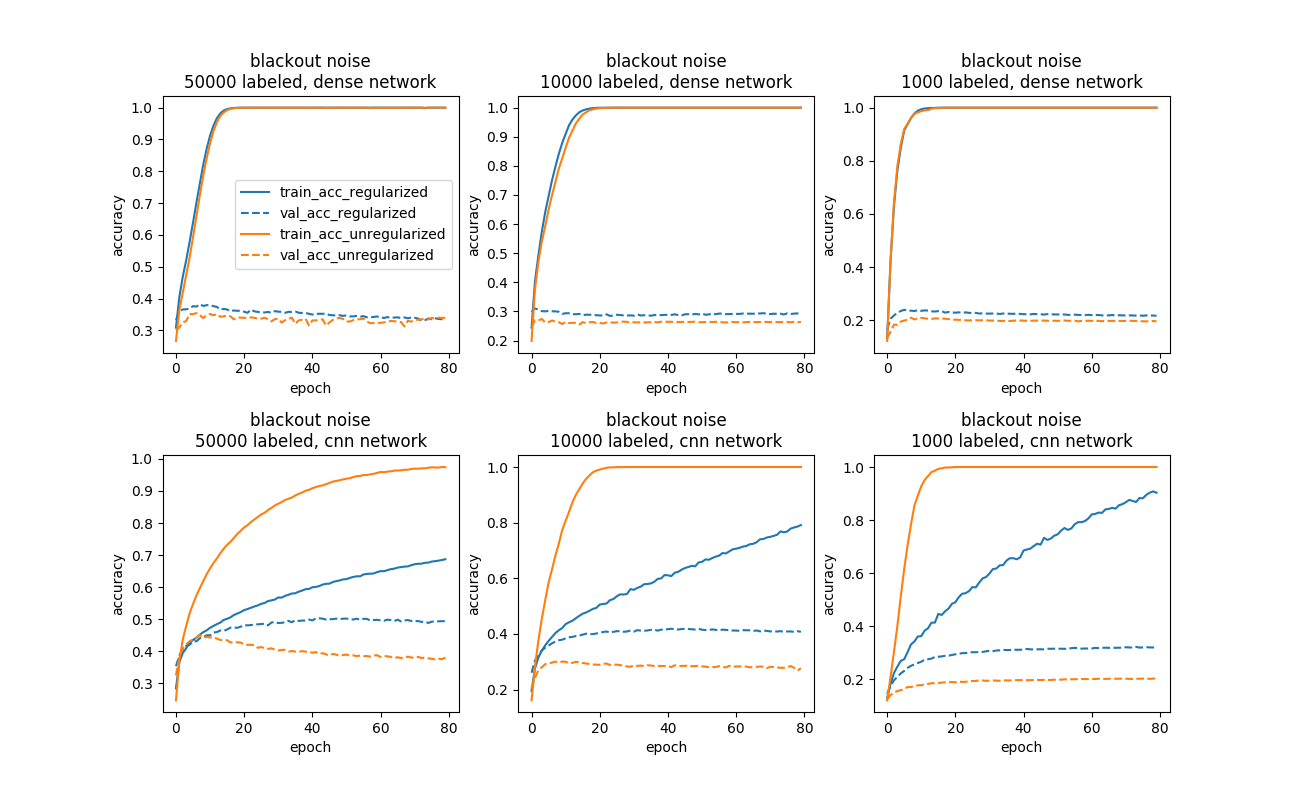 blackout noise
50000 labeled, dense network
1.0
0.9
0.8
0.7
0.6
0.5
0.4
0.3
accuracy
train_acc_regularized
val_acc_regularized
train_acc_unregularized
val_acc_unregularized
0 20 40 60 80
epoch
blackout noise
10000 labeled, dense network
1.0
0.9
0.8
0.7
0.6
0.5
0.4
0.3
0.2
accuracy
0 20 40 60 80
epoch
blackout noise
1000 labeled, dense network
1.0
0.8
0.6
0.4
0.2
accuracy
0 20 40 60 80
epoch
blackout noise
50000 labeled, cnn network
1.0
0.9
0.8
0.7
0.6
0.5
0.4
0.3
accuracy
0 20 40 60 80
epoch
blackout noise
10000 labeled, cnn network
1.0
0.8
0.6
0.4
0.2
accuracy
0 20 40 60 80
epoch
blackout noise
1000 labeled, cnn network
1.0
0.8
0.6
0.4
0.2
accuracy
0 20 40 60 80
epoch